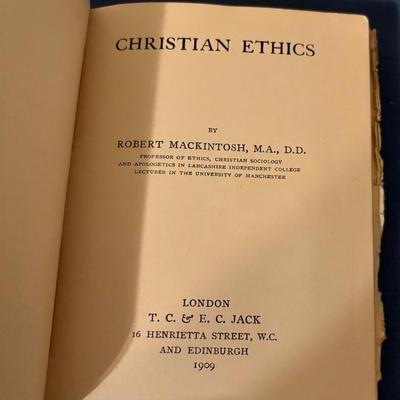 CHRISTIAN ETHICS
BY
ROBERT MACKINTOSH, M.A., D.D.
PROFESSOR OF ETHICS, CHRISTIAN SOCIOLOGY
AND APOLOGETICS IN LANCASHIRE INDEPENDENT COLLEGE
LECTURER IN THE UNIVERSITY OF MANCHESTER
LONDON
T. C. & E. C. JACK
16 HENRIETTA STREET, W.C.
AND EDINBURGH
1909